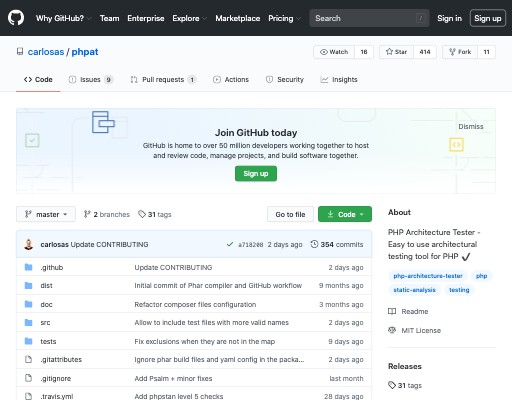 Why GitHub? Team Enterprise Explore Marketplace Pricing Search / Sign in Sign up
carlosas / phpat Watch 16 Star 414 Fork 11
Code Issues 9 Pull requests 1 Actions Security Insights
Join GitHub today
Dismiss
GitHub is home to over 50 million developers working together to host
and review code, manage projects, and build software together.
Sign up
master 2 branches 31 tags Go to file Code
carlosas Update CONTRIBUTING a718208 2 days ago 354 commits
.github Update CONTRIBUTING 2 days ago
dist Initial commit of Phar compiler and GitHub workflow 9 months ago
doc Refactor composer files configuration 3 months ago
src Allow to include test files with more valid names 2 days ago
tests Fix exclusions when they are not in the map 9 days ago
.gitattributes Ignore phar build files and yaml config in the packa... 2 days ago
.gitignore Add Psalm + minor fixes last month
.travis.yml Add phpstan level 5 checks 28 days ago
About
PHP Architecture Tester -
Easy to use architectural
testing tool for PHP ✔
php-architecture-tester php
static-analysis testing
Readme
MIT License
Releases
31 tags